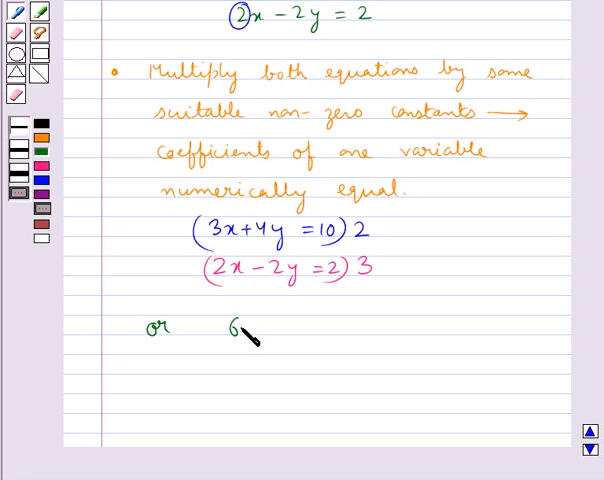 2x - 2y = 2
• Multiply both equations by some
suitable non-zero constants →
coefficients of one variable
numerically equal.
(3x+4y = 10) 2
(2x - 2y = 2) 3
or 6